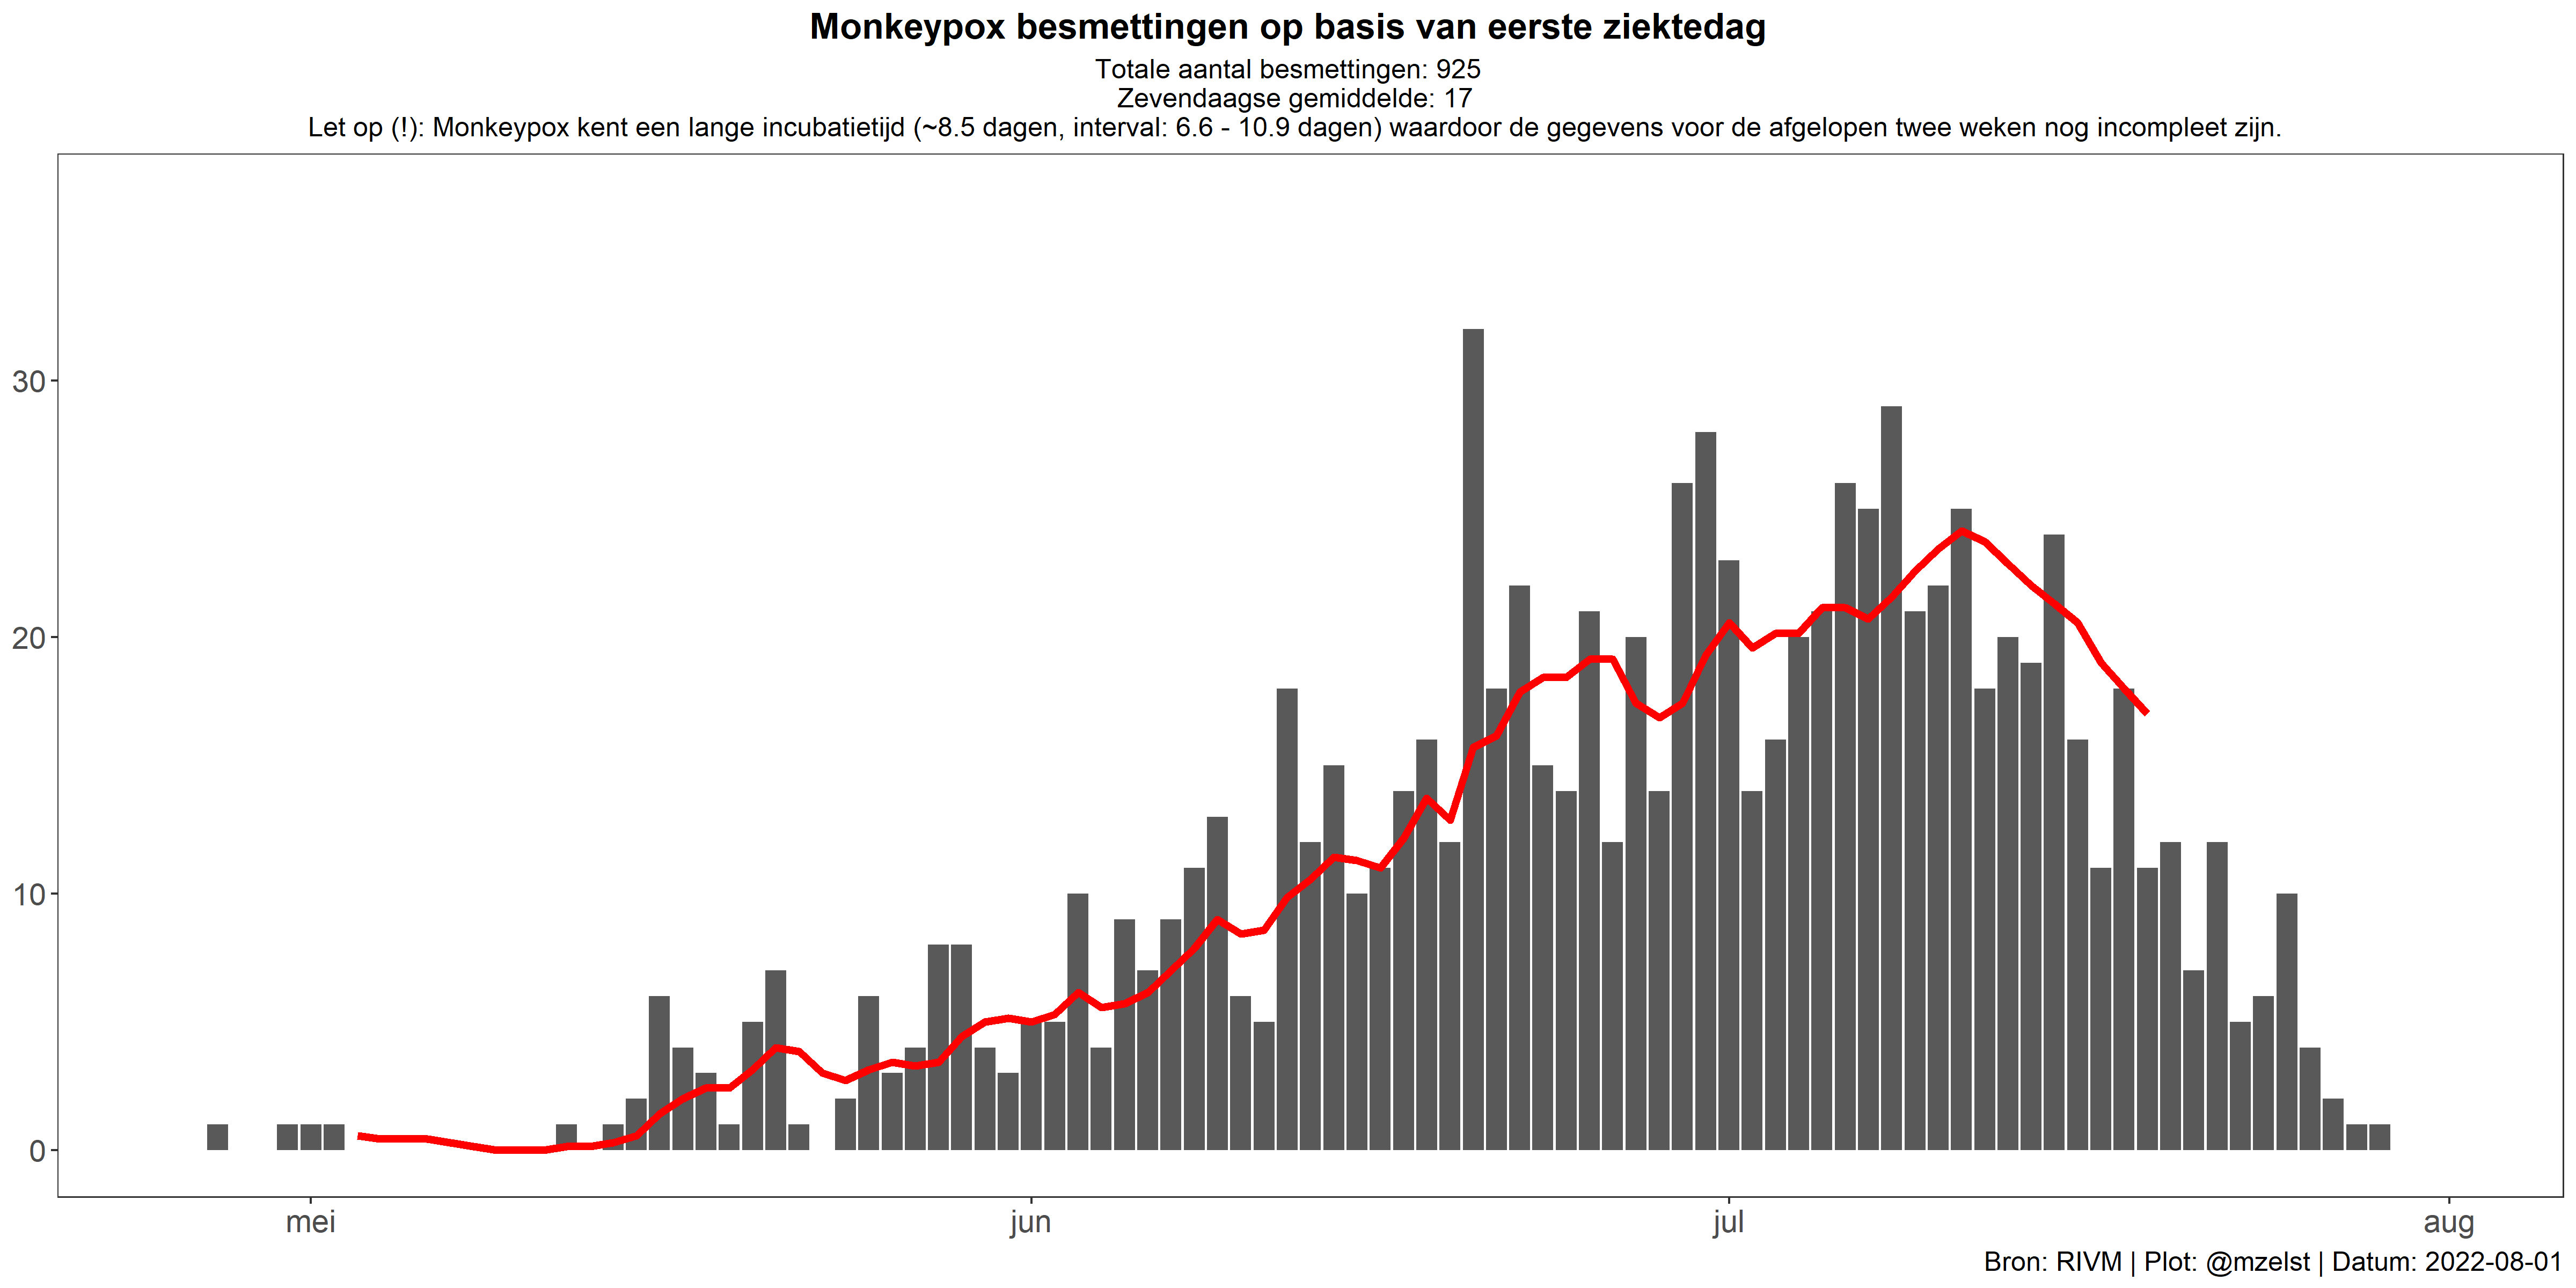 Monkeypox besmettingen op basis van eerste ziektedag
Totale aantal besmettingen: 925
Zevendaagse gemiddelde: 17
Let op (!): Monkeypox kent een lange incubatietijd (~8.5 dagen, interval: 6.6 - 10.9 dagen) waardoor de gegevens voor de afgelopen twee weken nog incompleet zijn.
30
20
10
0
mei jun jul aug
Bron: RIVM | Plot: @mzelst | Datum: 2022-08-01